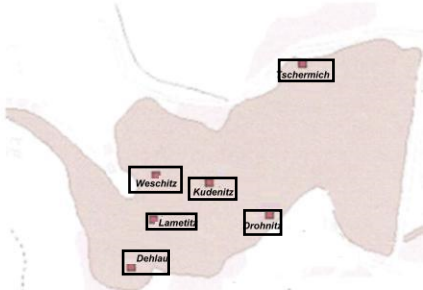 Tschermich
Weschitz
Kudenitz
Lametitz
Drohnitz
Dehlau